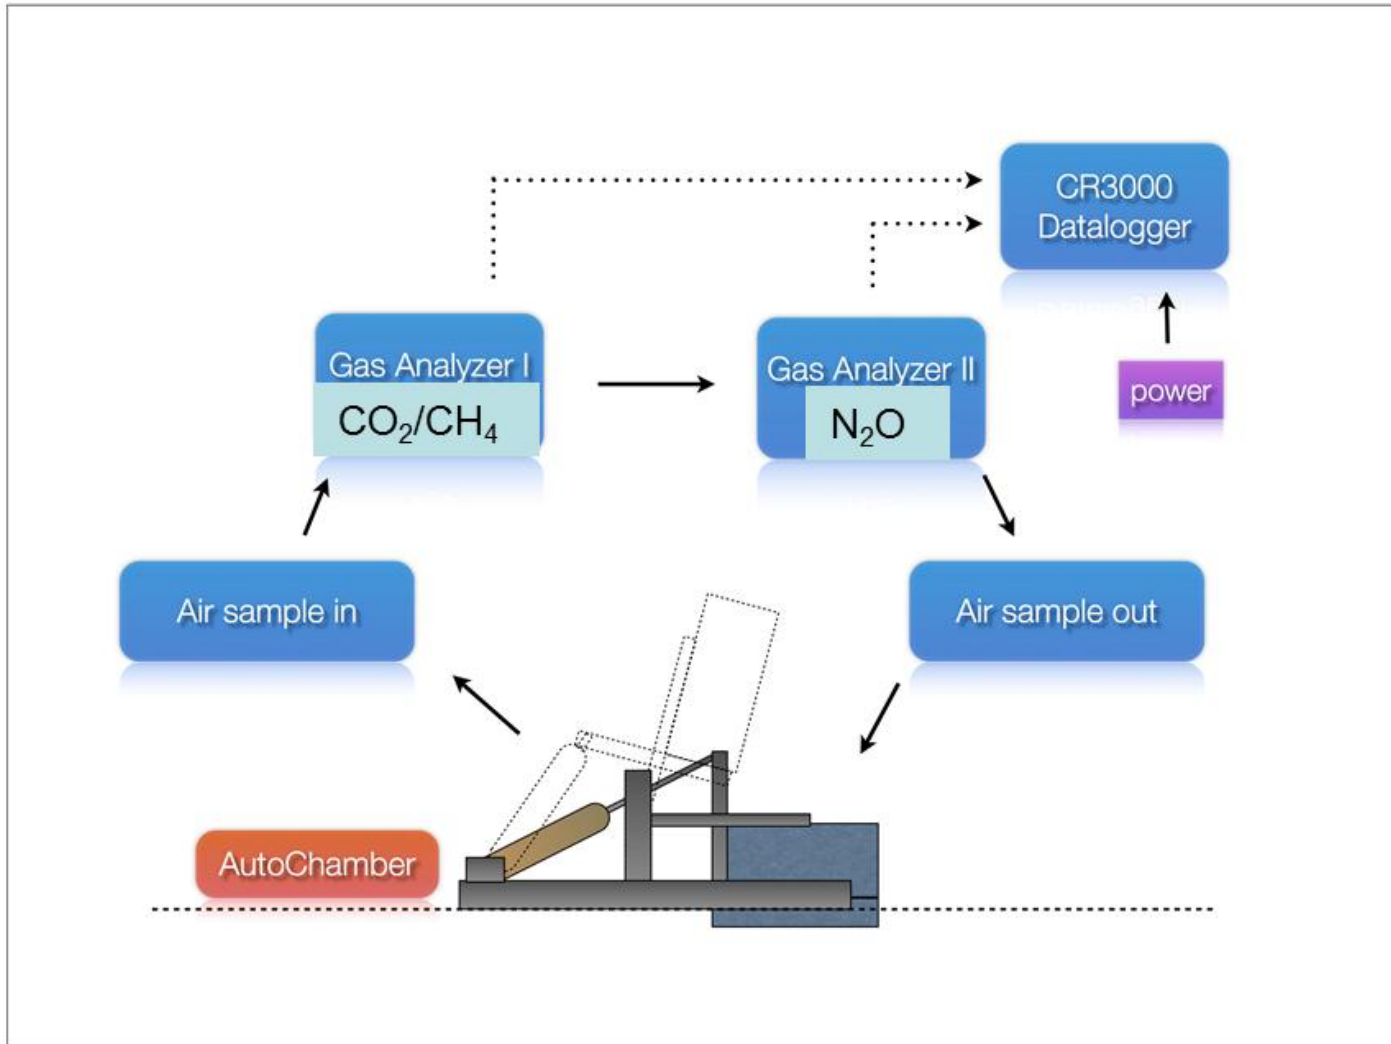 CR3000
Datalogger
Gas Analyzer I
CO₂/CH₄
Gas Analyzer II
N₂O
power
Air sample in
Air sample out
AutoChamber